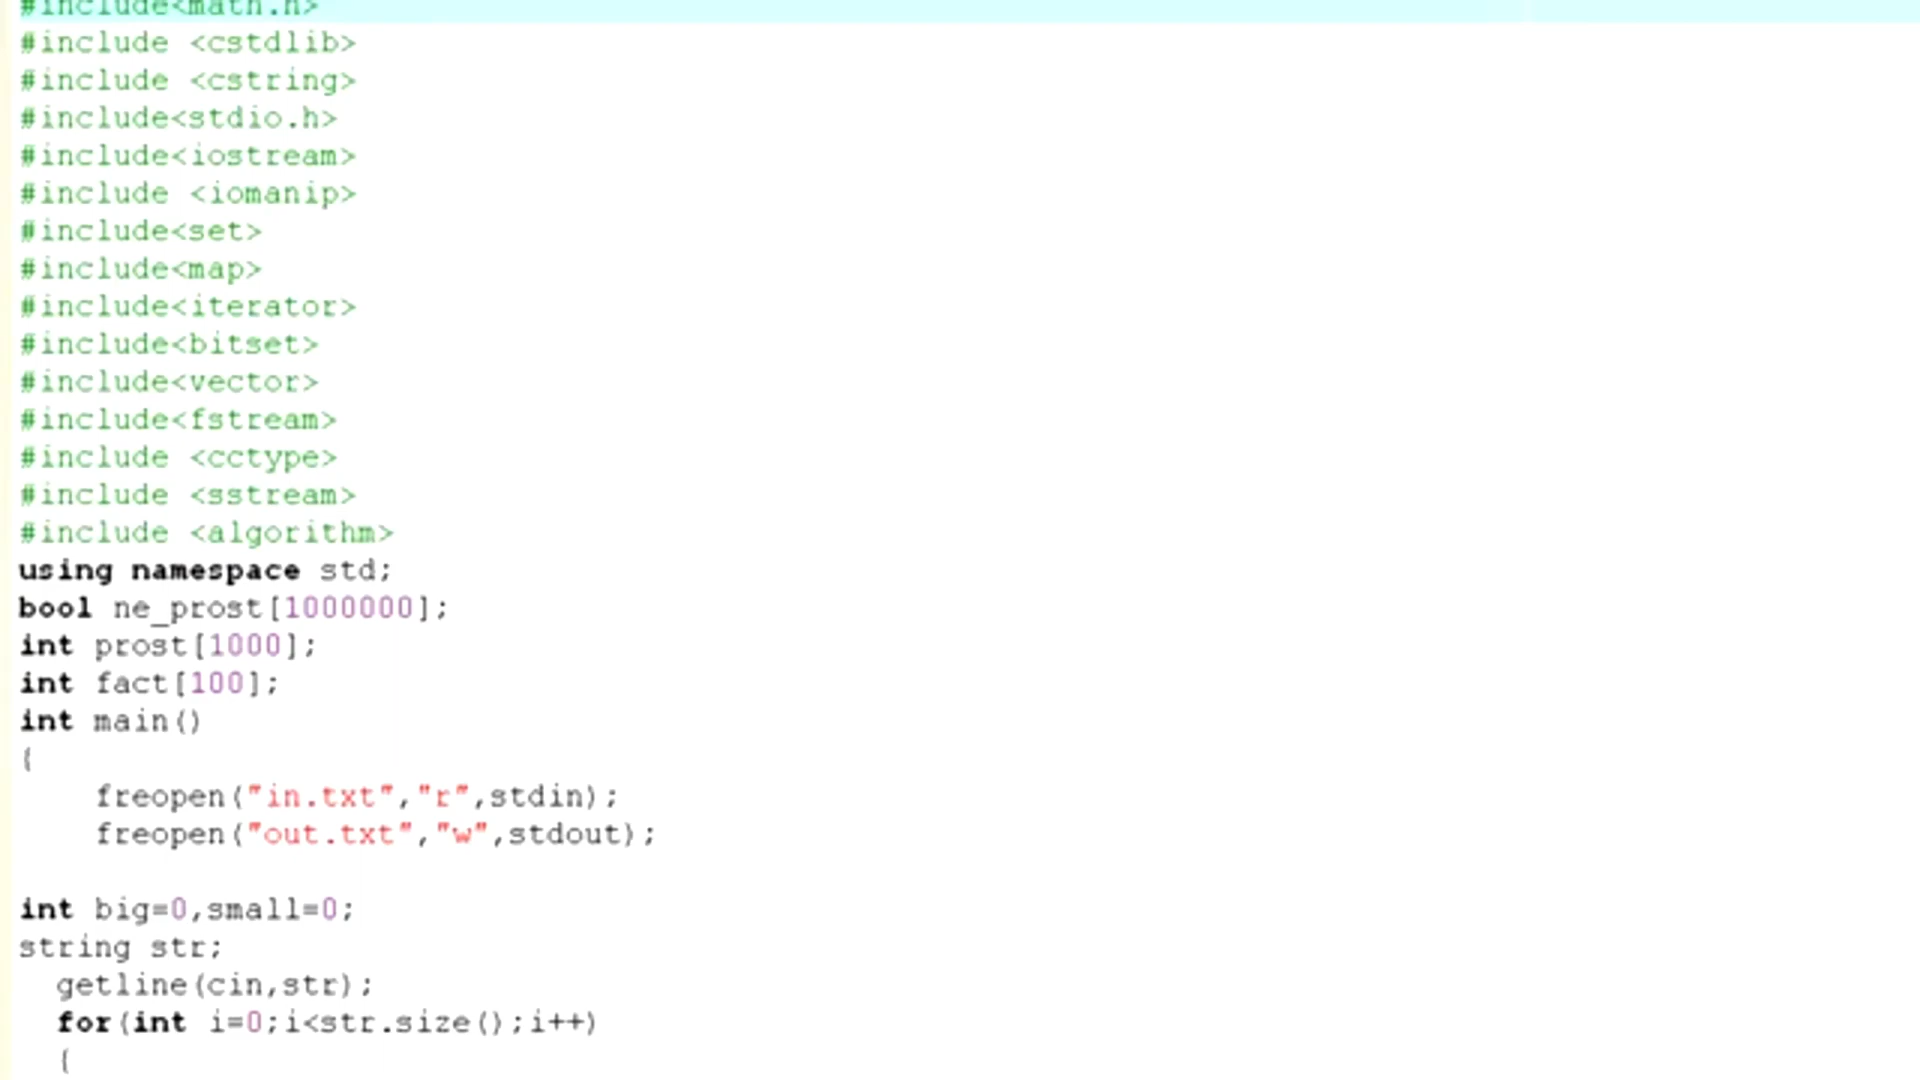 #include<math.h>
#include <cstdlib>
#include <cstring>
#include<stdio.h>
#include<iostream>
#include <iomanip>
#include<set>
#include<map>
#include<iterator>
#include<bitset>
#include<vector>
#include<fstream>
#include <cctype>
#include <sstream>
#include <algorithm>
using namespace std;
bool ne_prost[1000000];
int prost[1000];
int fact[100];
int main()
{
    freopen("in.txt","r",stdin);
    freopen("out.txt","w",stdout);

int big=0,small=0;
string str;
  getline(cin,str);
  for(int i=0;i<str.size();i++)
  {